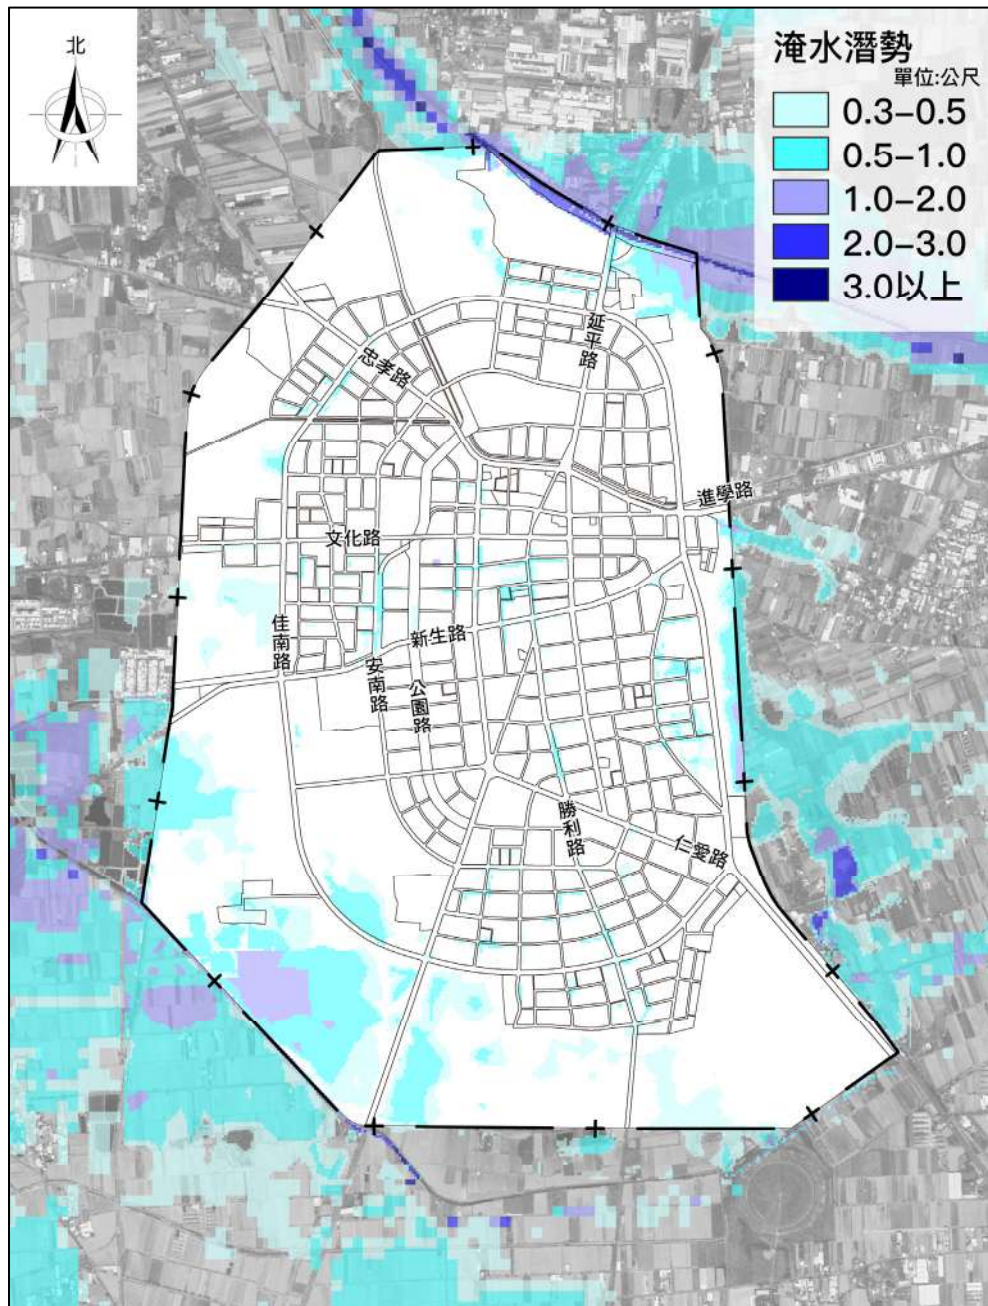 北
淹水潛勢
單位:公尺
0.3-0.5
0.5-1.0
1.0-2.0
2.0-3.0
3.0以上
延平路
忠孝路
進學路
文化路
佳南路
新生路
安南路
公園路
勝利路
仁愛路